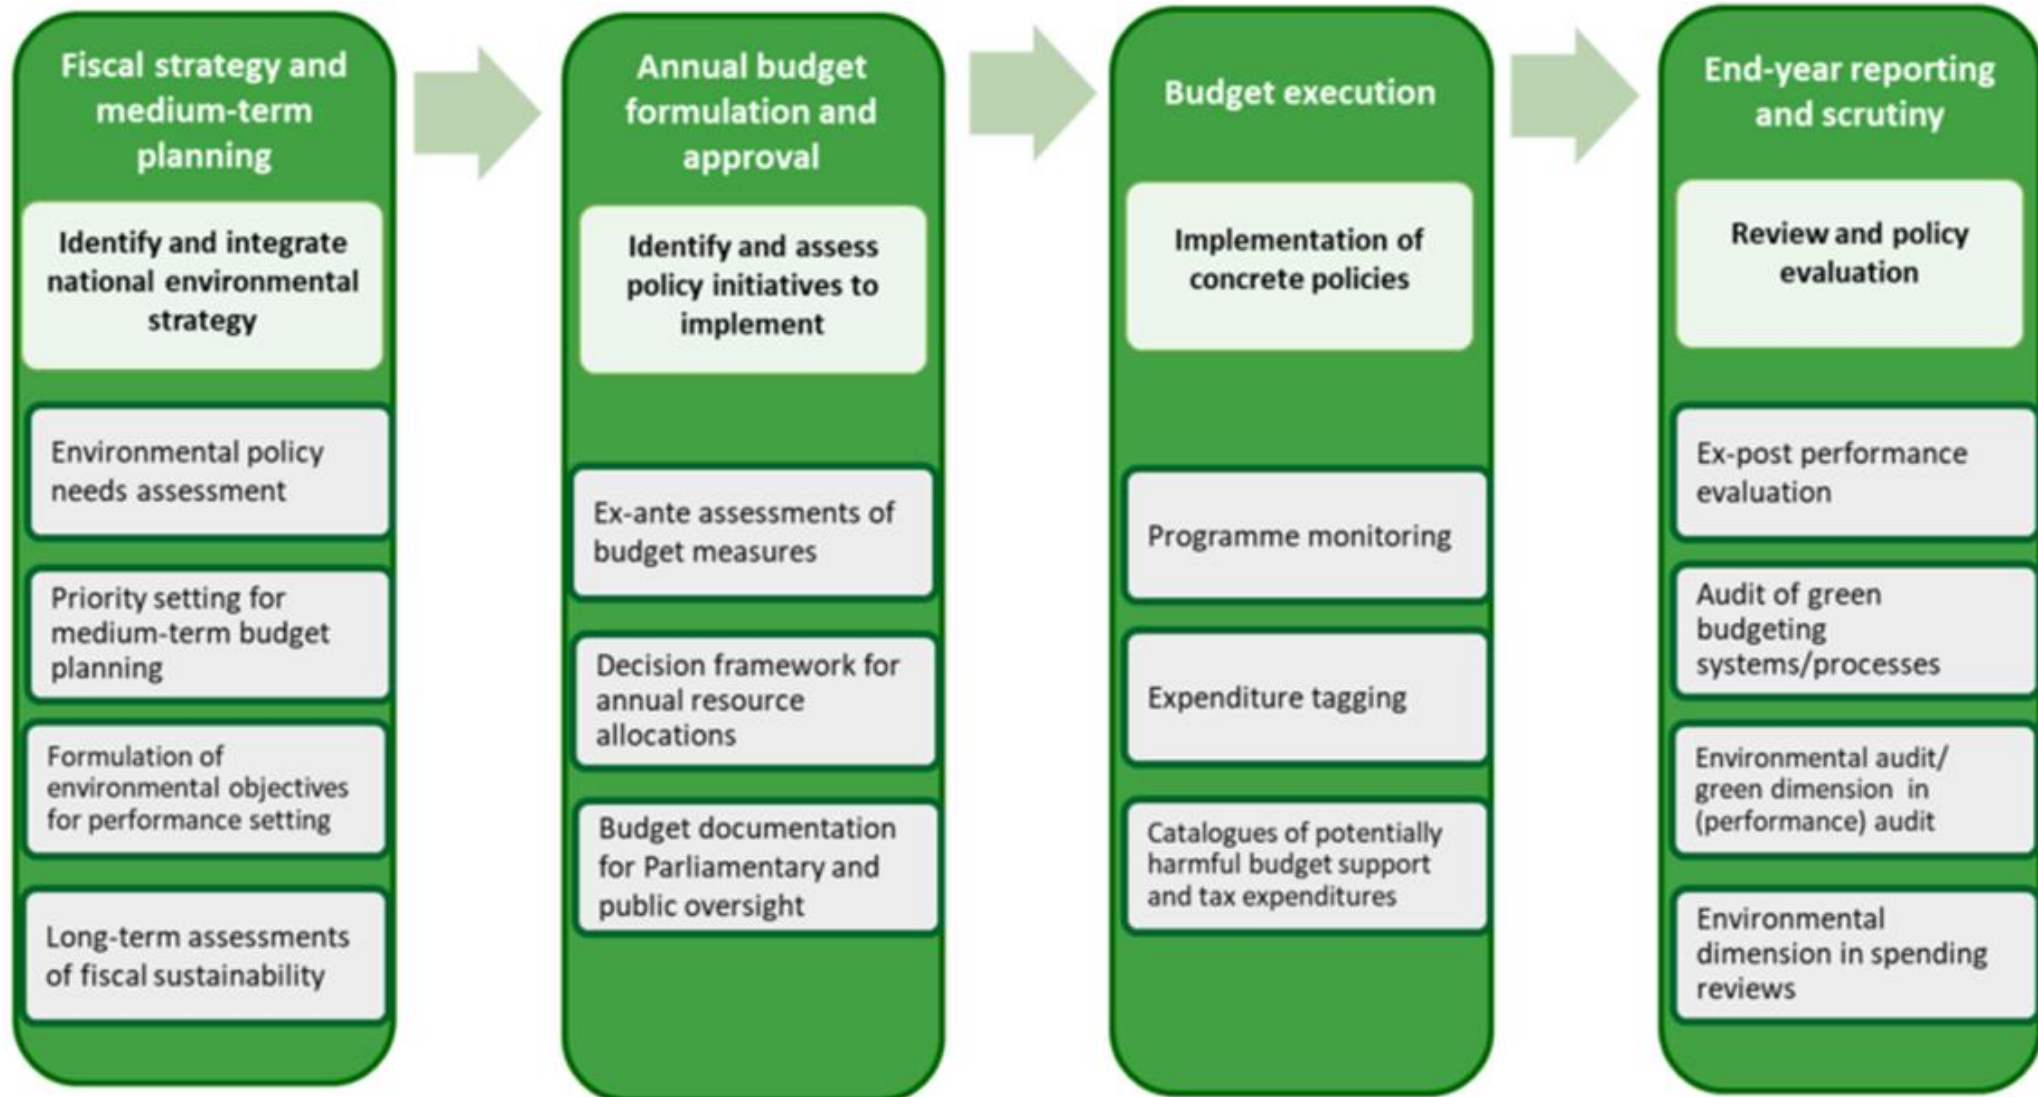 Fiscal strategy and
medium-term
planning
Identify and integrate
national environmental
strategy
Environmental policy
needs assessment
Priority setting for
medium-term budget
planning
Formulation of
environmental objectives
for performance setting
Long-term assessments
of fiscal sustainability
Annual budget
formulation and
approval
Identify and assess
policy initiatives to
implement
Ex-ante assessments of
budget measures
Decision framework for
annual resource
allocations
Budget documentation
for Parliamentary and
public oversight
Budget execution
Implementation of
concrete policies
Programme monitoring
Expenditure tagging
Catalogues of potentially
harmful budget support
and tax expenditures
End-year reporting
and scrutiny
Review and policy
evaluation
Ex-post performance
evaluation
Audit of green
budgeting
systems/processes
Environmental audit/
green dimension in
(performance) audit
Environmental
dimension in spending
reviews